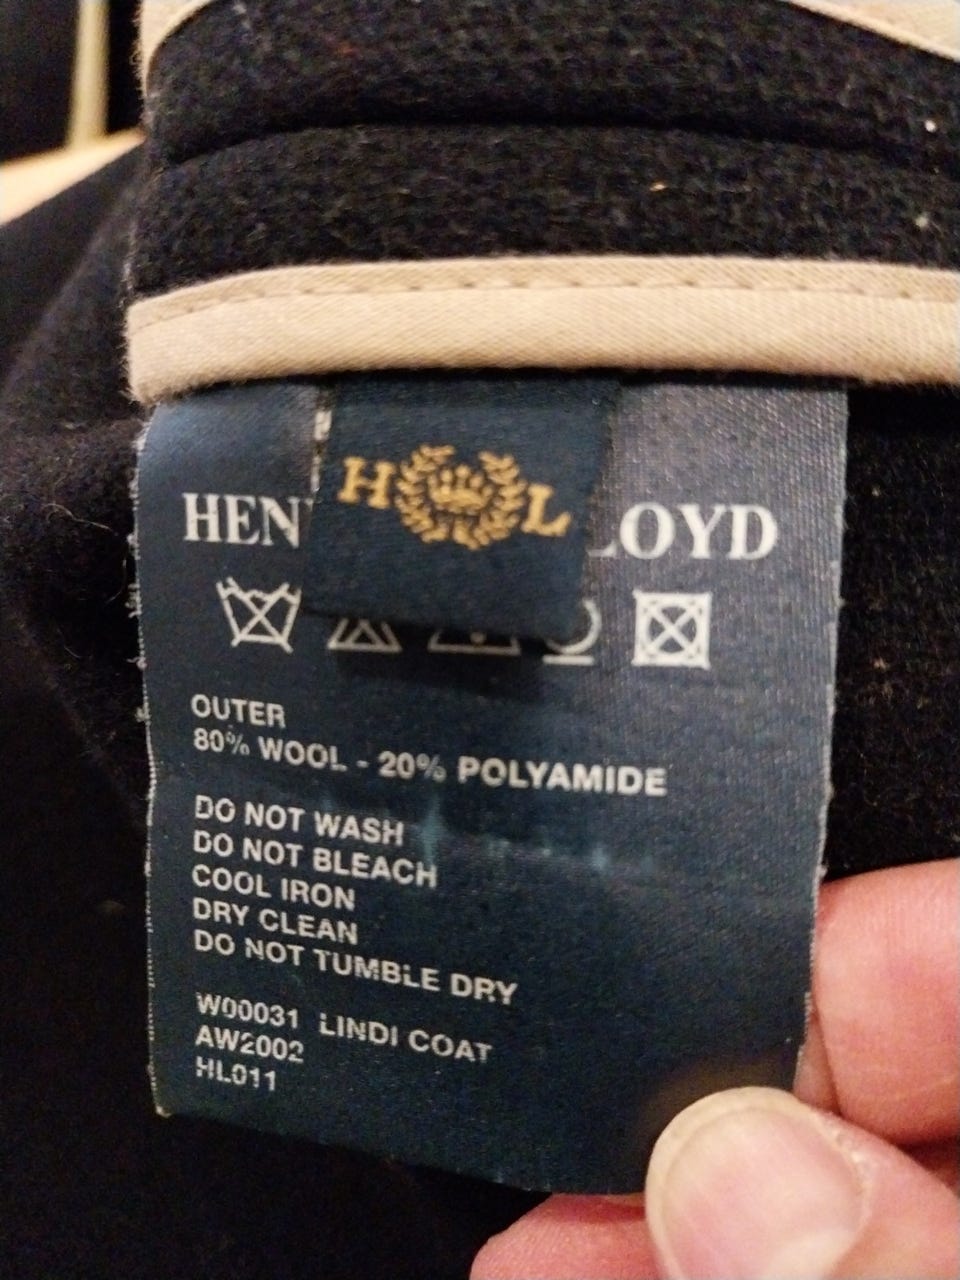 H L
HEN LOYD
OUTER
80% WOOL - 20% POLYAMIDE
DO NOT WASH
DO NOT BLEACH
COOL IRON
DRY CLEAN
DO NOT TUMBLE DRY
W00031 LINDI COAT
AW2002
HL011